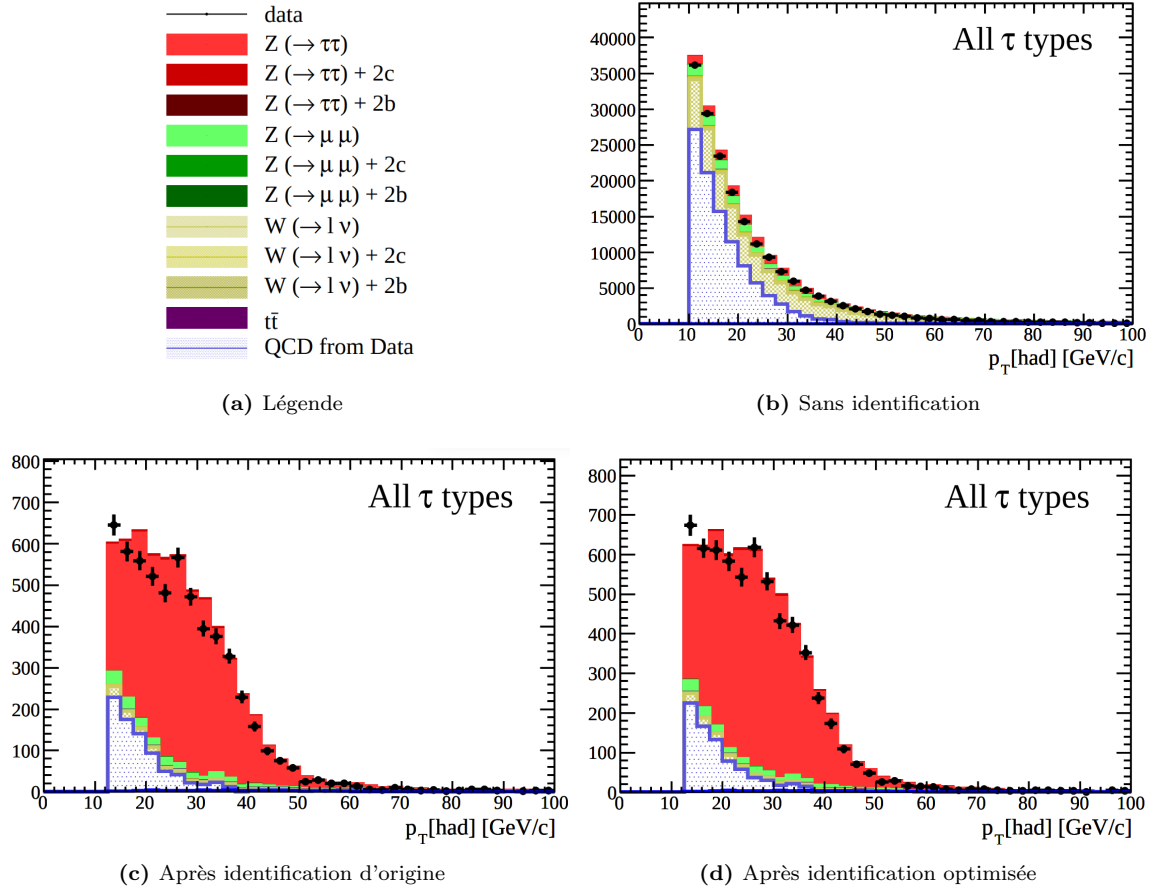 data
Z (→ ττ)
Z (→ ττ) + 2c
Z (→ ττ) + 2b
Z (→ μ μ)
Z (→ μ μ) + 2c
Z (→ μ μ) + 2b
W (→ l ν)
W (→ l ν) + 2c
W (→ l ν) + 2b
tt̄
QCD from Data
(a) Légende
All τ types
40000
35000
30000
25000
20000
15000
10000
5000
0
0 10 20 30 40 50 60 70 80 90 100
p_T[had] [GeV/c]
(b) Sans identification
All τ types
800
700
600
500
400
300
200
100
0
0 10 20 30 40 50 60 70 80 90 100
p_T[had] [GeV/c]
(c) Après identification d'origine
All τ types
800
700
600
500
400
300
200
100
0
0 10 20 30 40 50 60 70 80 90 100
p_T[had] [GeV/c]
(d) Après identification optimisée